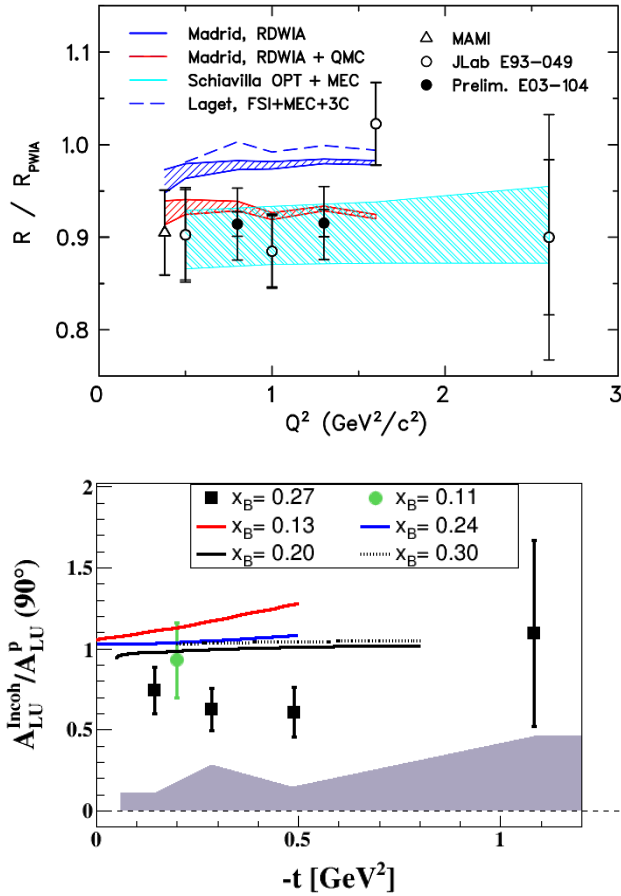 1.1
Madrid, RDWIA
Madrid, RDWIA + QMC
Schiavilla OPT + MEC
Laget, FSI+MEC+3C
MAMI
JLab E93−049
Prelim. E03−104
1.0
0.9
0.8
R / R_PWIA
0 1 2 3
Q² (GeV²/c²)
2
x_B= 0.27 x_B= 0.11
x_B= 0.13 x_B= 0.24
x_B= 0.20 x_B= 0.30
1.5
1
0.5
0
A_LU^Incoh/A_LU^p (90°)
0 0.5 1
-t [GeV²]